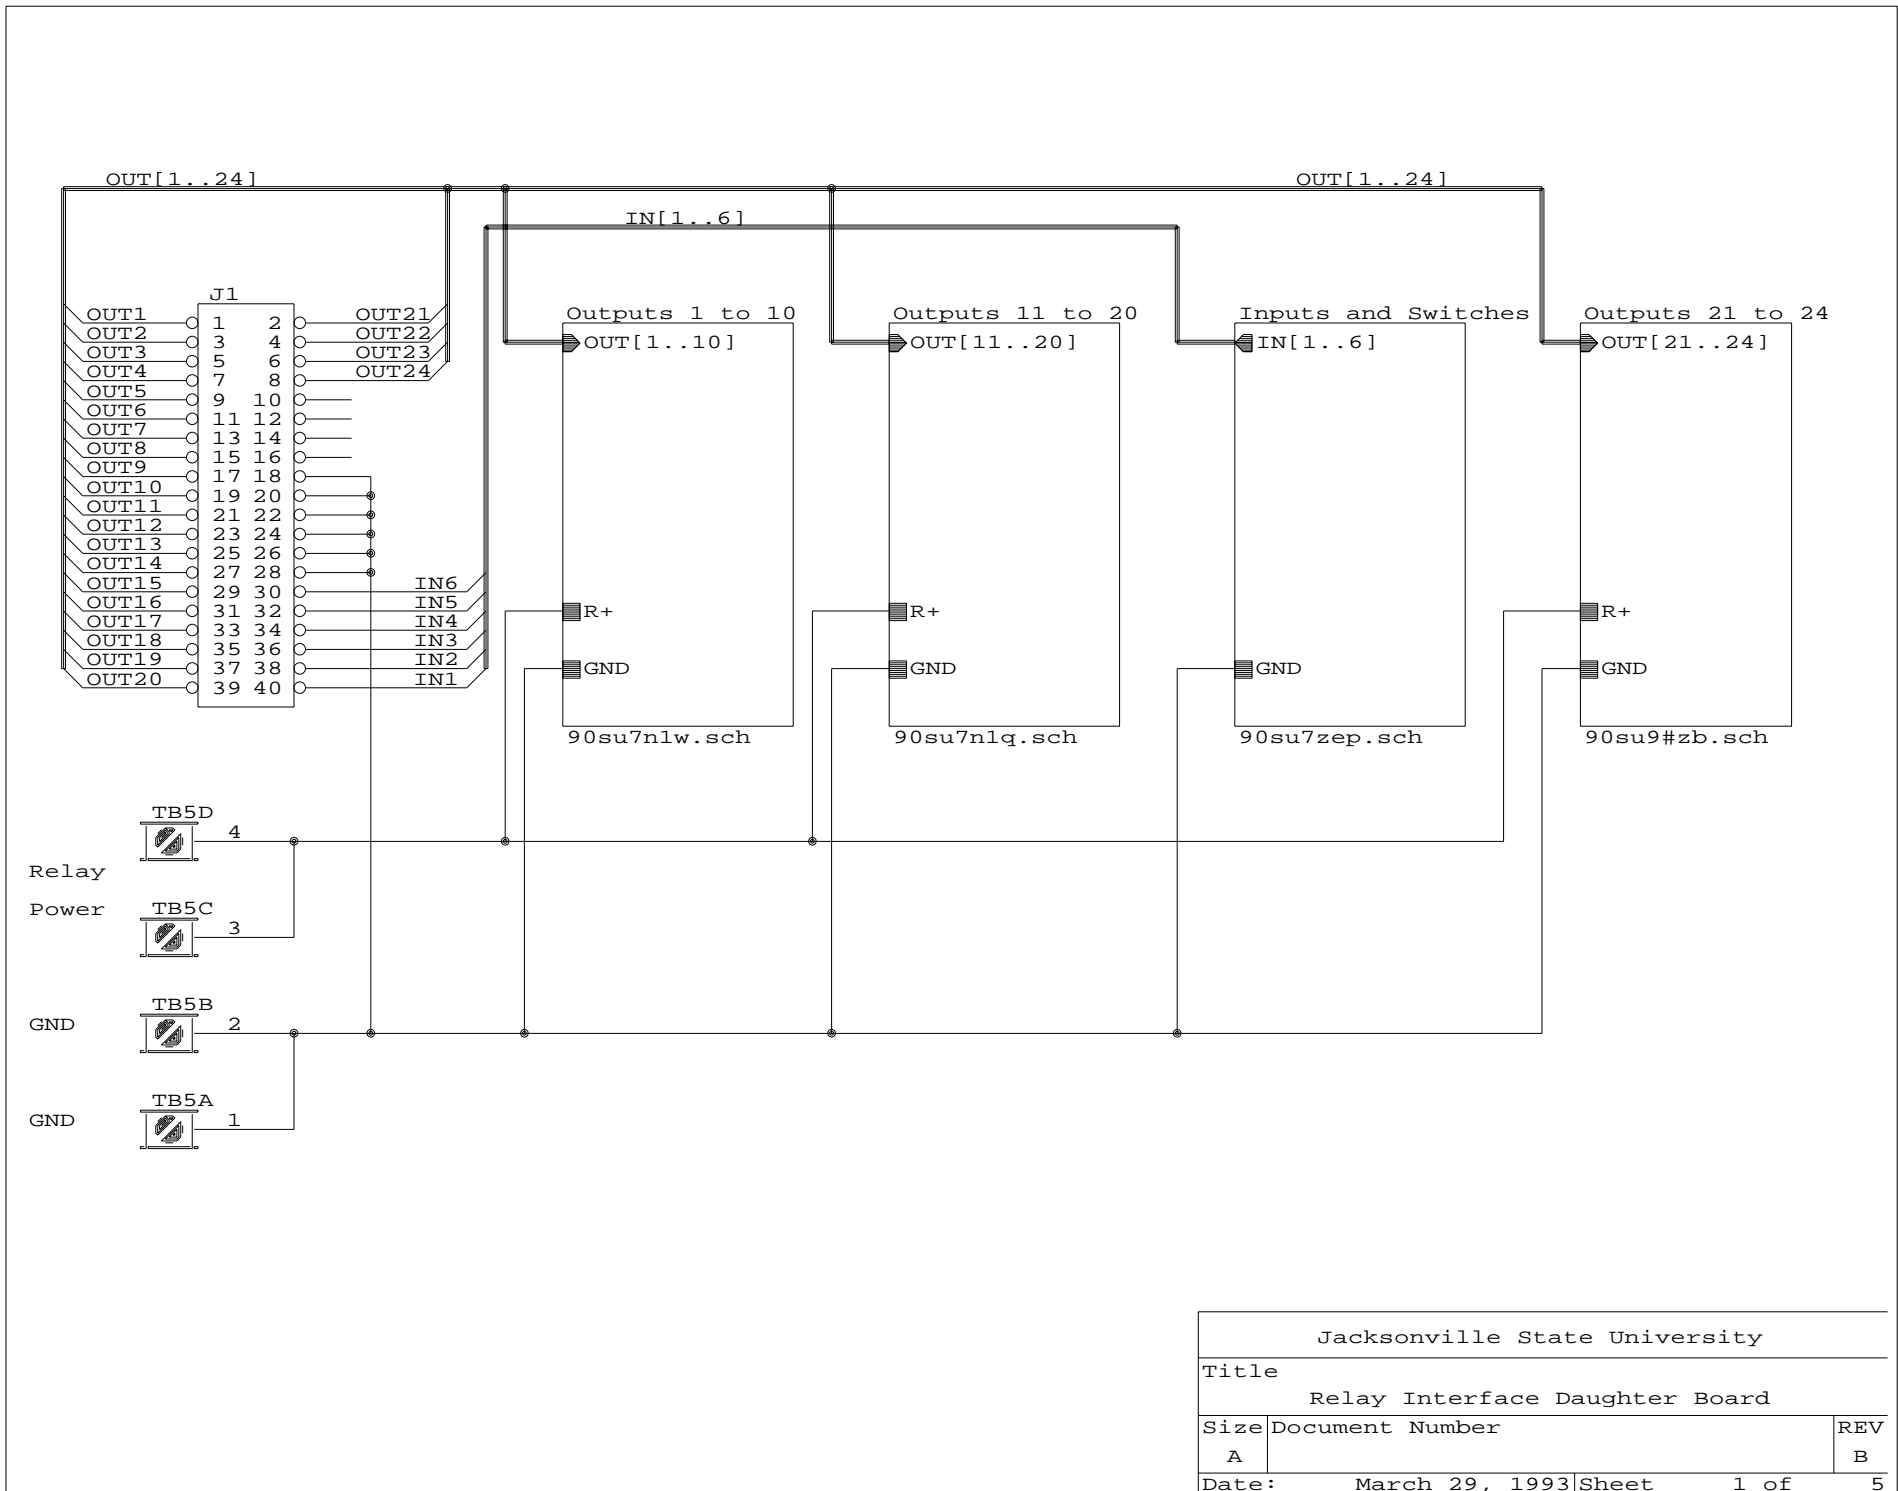 OUT[1..24]
OUT[1..24]
IN[1..6]
J1
OUT1 1 2 OUT21
OUT2 3 4 OUT22
OUT3 5 6 OUT23
OUT4 7 8 OUT24
OUT5 9 10
OUT6 11 12
OUT7 13 14
OUT8 15 16
OUT9 17 18
OUT10 19 20
OUT11 21 22
OUT12 23 24
OUT13 25 26
OUT14 27 28
OUT15 29 30 IN6
OUT16 31 32 IN5
OUT17 33 34 IN4
OUT18 35 36 IN3
OUT19 37 38 IN2
OUT20 39 40 IN1
Outputs 1 to 10
OUT[1..10]
R+
GND
90su7n1w.sch
Outputs 11 to 20
OUT[11..20]
R+
GND
90su7n1q.sch
Inputs and Switches
IN[1..6]
GND
90su7zep.sch
Outputs 21 to 24
OUT[21..24]
R+
GND
90su9#zb.sch
TB5D
4
Relay
Power
TB5C
3
TB5B
GND
2
TB5A
GND
1
Jacksonville State University
Title
Relay Interface Daughter Board
Size Document Number REV
A B
Date: March 29, 1993 Sheet 1 of 5